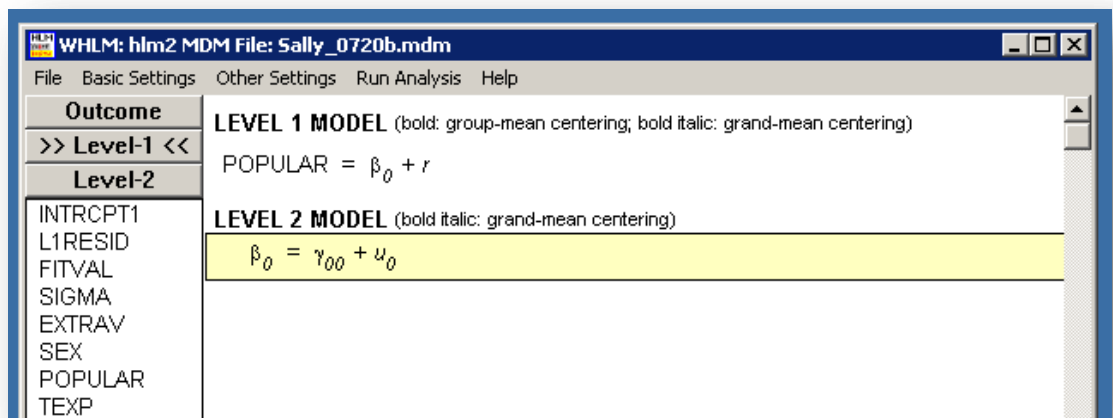 WHLM: hlm2 MDM File: Sally_0720b.mdm
File Basic Settings Other Settings Run Analysis Help
Outcome
>> Level-1 <<
Level-2
INTRCPT1
L1RESID
FITVAL
SIGMA
EXTRAV
SEX
POPULAR
TEXP
LEVEL 1 MODEL (bold: group-mean centering; bold italic: grand-mean centering)
POPULAR = β₀ + r
LEVEL 2 MODEL (bold italic: grand-mean centering)
β₀ = γ₀₀ + u₀